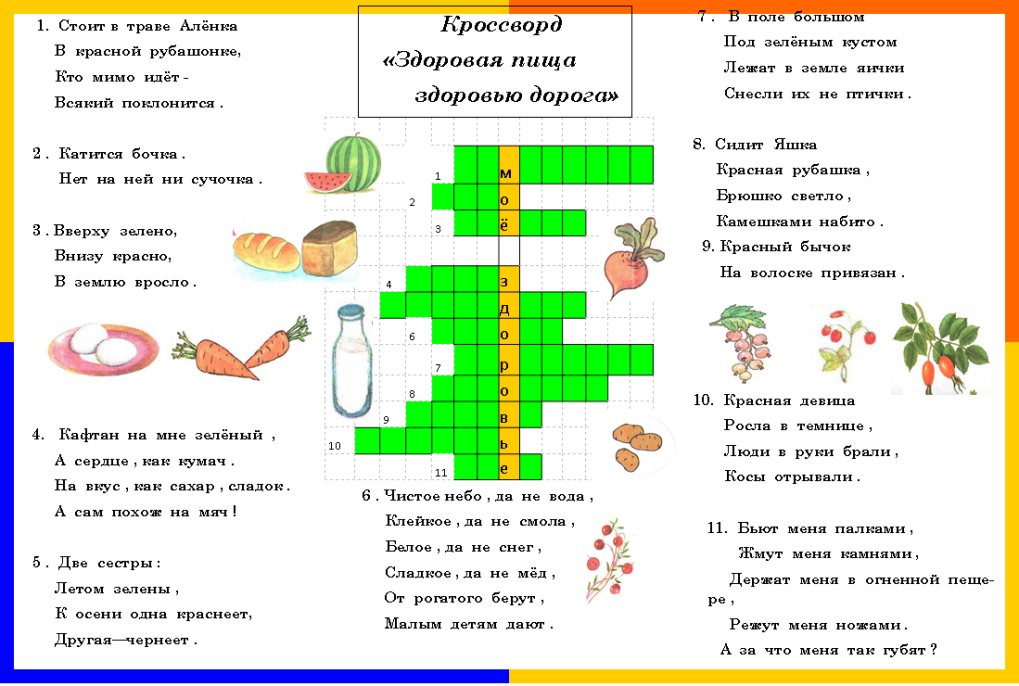 Кроссворд
«Здоровая пища
здоровью дорога»
1. Стоит в траве Алёнка
В красной рубашонке,
Кто мимо идёт -
Всякий поклонится .
2 . Катится бочка .
Нет на ней ни сучочка .
3 . Вверху зелено,
Внизу красно,
В землю вросло .
4. Кафтан на мне зелёный ,
А сердце , как кумач .
На вкус , как сахар , сладок .
А сам похож на мяч !
5 . Две сестры :
Летом зелены ,
К осени одна краснеет,
Другая—чернеет .
1
м
2
о
3
ё
4
з
д
6
о
7
р
8
о
9
в
10
ь
11
е
6 . Чистое небо , да не вода ,
Клейкое , да не смола ,
Белое , да не снег ,
Сладкое , да не мёд ,
От рогатого берут ,
Малым детям дают .
7 . В поле большом
Под зелёным кустом
Лежат в земле яички
Снесли их не птички .
8. Сидит Яшка
Красная рубашка ,
Брюшко светло ,
Камешками набито .
9. Красный бычок
На волоске привязан .
10. Красная девица
Росла в темнице ,
Люди в руки брали ,
Косы отрывали .
11. Бьют меня палками ,
Жмут меня камнями ,
Держат меня в огненной пеще-
ре ,
Режут меня ножами .
А за что меня так губят ?